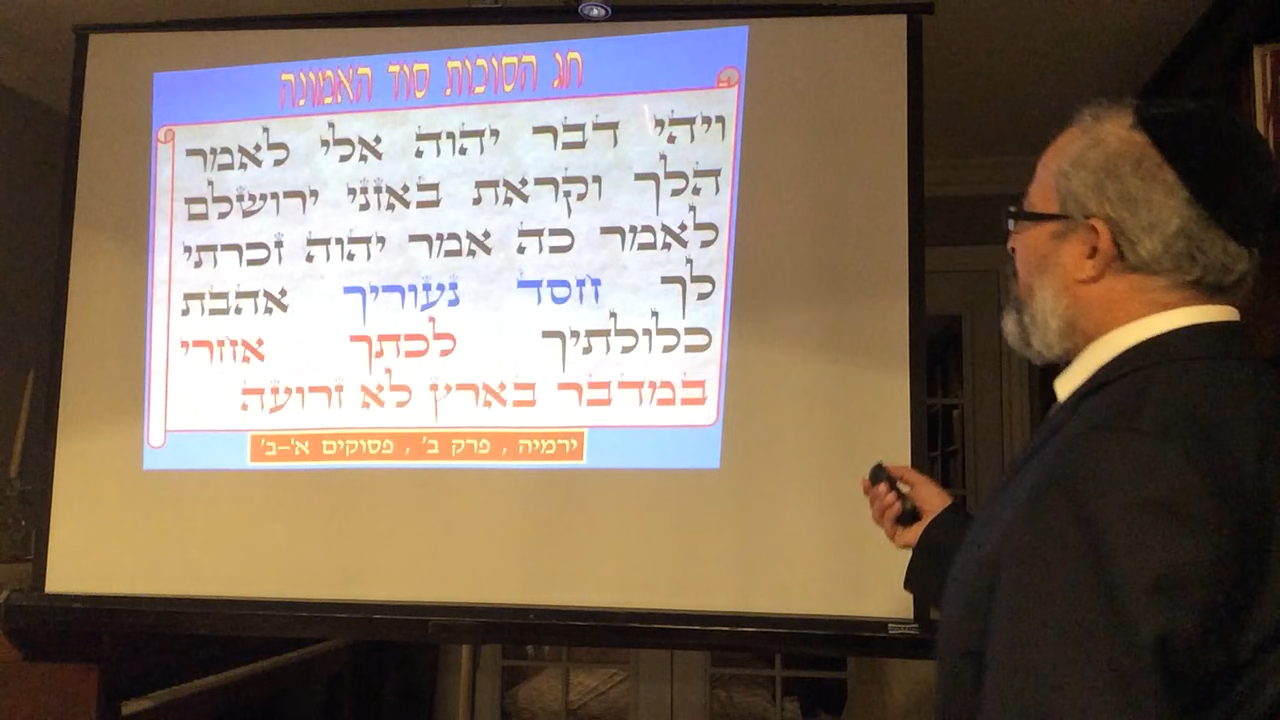 חג הסוכות סוד האמונה
ויהי דבר יהוה אלי לאמר
הלך וקראת באזני ירושלם
לאמר כה אמר יהוה זכרתי
לך חסד נעוריך אהבת
כלולתיך לכתך אחרי
במדבר בארץ לא זרועה
ירמיה , פרק ב' , פסוקים א'-ב'